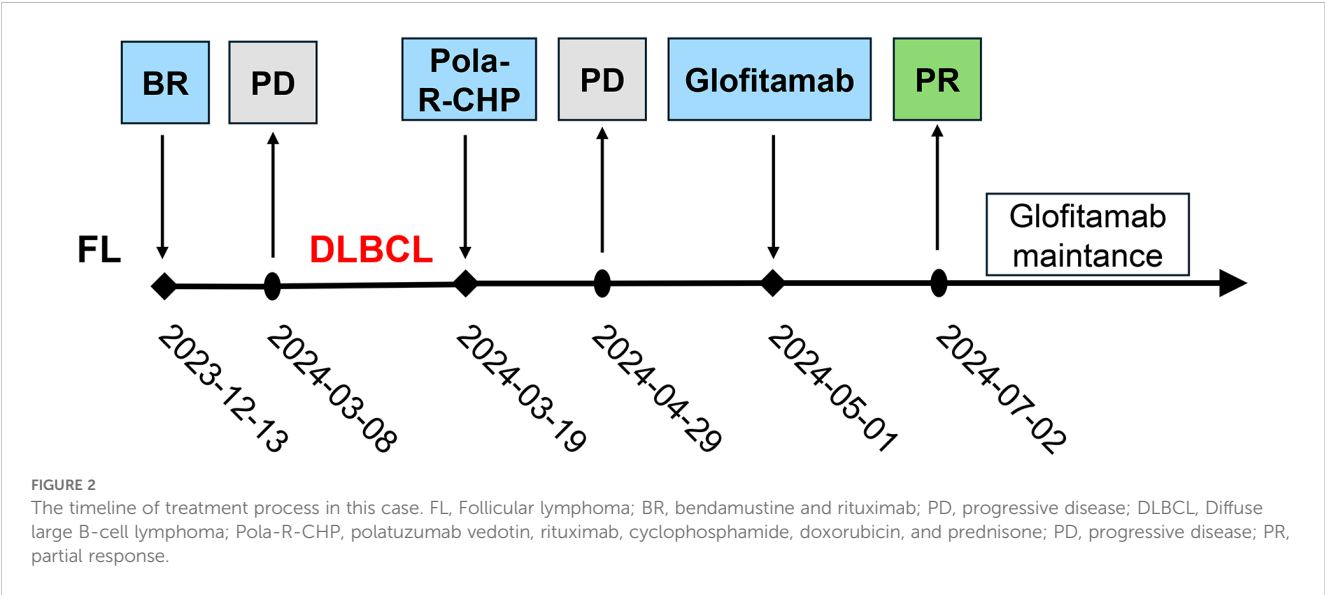 BR
PD
Pola-
R-CHP
PD
Glofitamab
PR
Glofitamab
maintance
FL
DLBCL
2023-12-13
2024-03-08
2024-03-19
2024-04-29
2024-05-01
2024-07-02
FIGURE 2
The timeline of treatment process in this case. FL, Follicular lymphoma; BR, bendamustine and rituximab; PD, progressive disease; DLBCL, Diffuse
large B-cell lymphoma; Pola-R-CHP, polatuzumab vedotin, rituximab, cyclophosphamide, doxorubicin, and prednisone; PD, progressive disease; PR,
partial response.